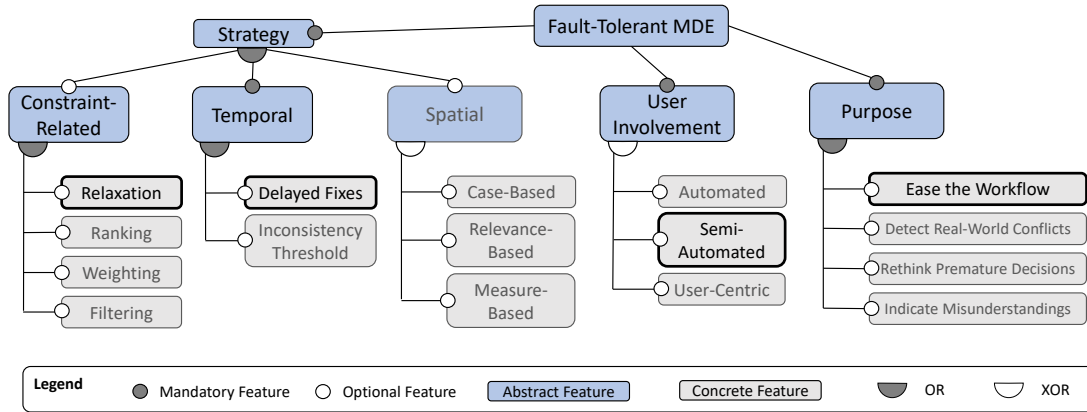 Fault-Tolerant MDE
Strategy
Constraint-
Related
Temporal
Spatial
User
Involvement
Purpose
Relaxation
Ranking
Weighting
Filtering
Delayed Fixes
Inconsistency
Threshold
Case-Based
Relevance-
Based
Measure-
Based
Automated
Semi-
Automated
User-Centric
Ease the Workflow
Detect Real-World Conflicts
Rethink Premature Decisions
Indicate Misunderstandings
Legend
Mandatory Feature
Optional Feature
Abstract Feature
Concrete Feature
OR
XOR